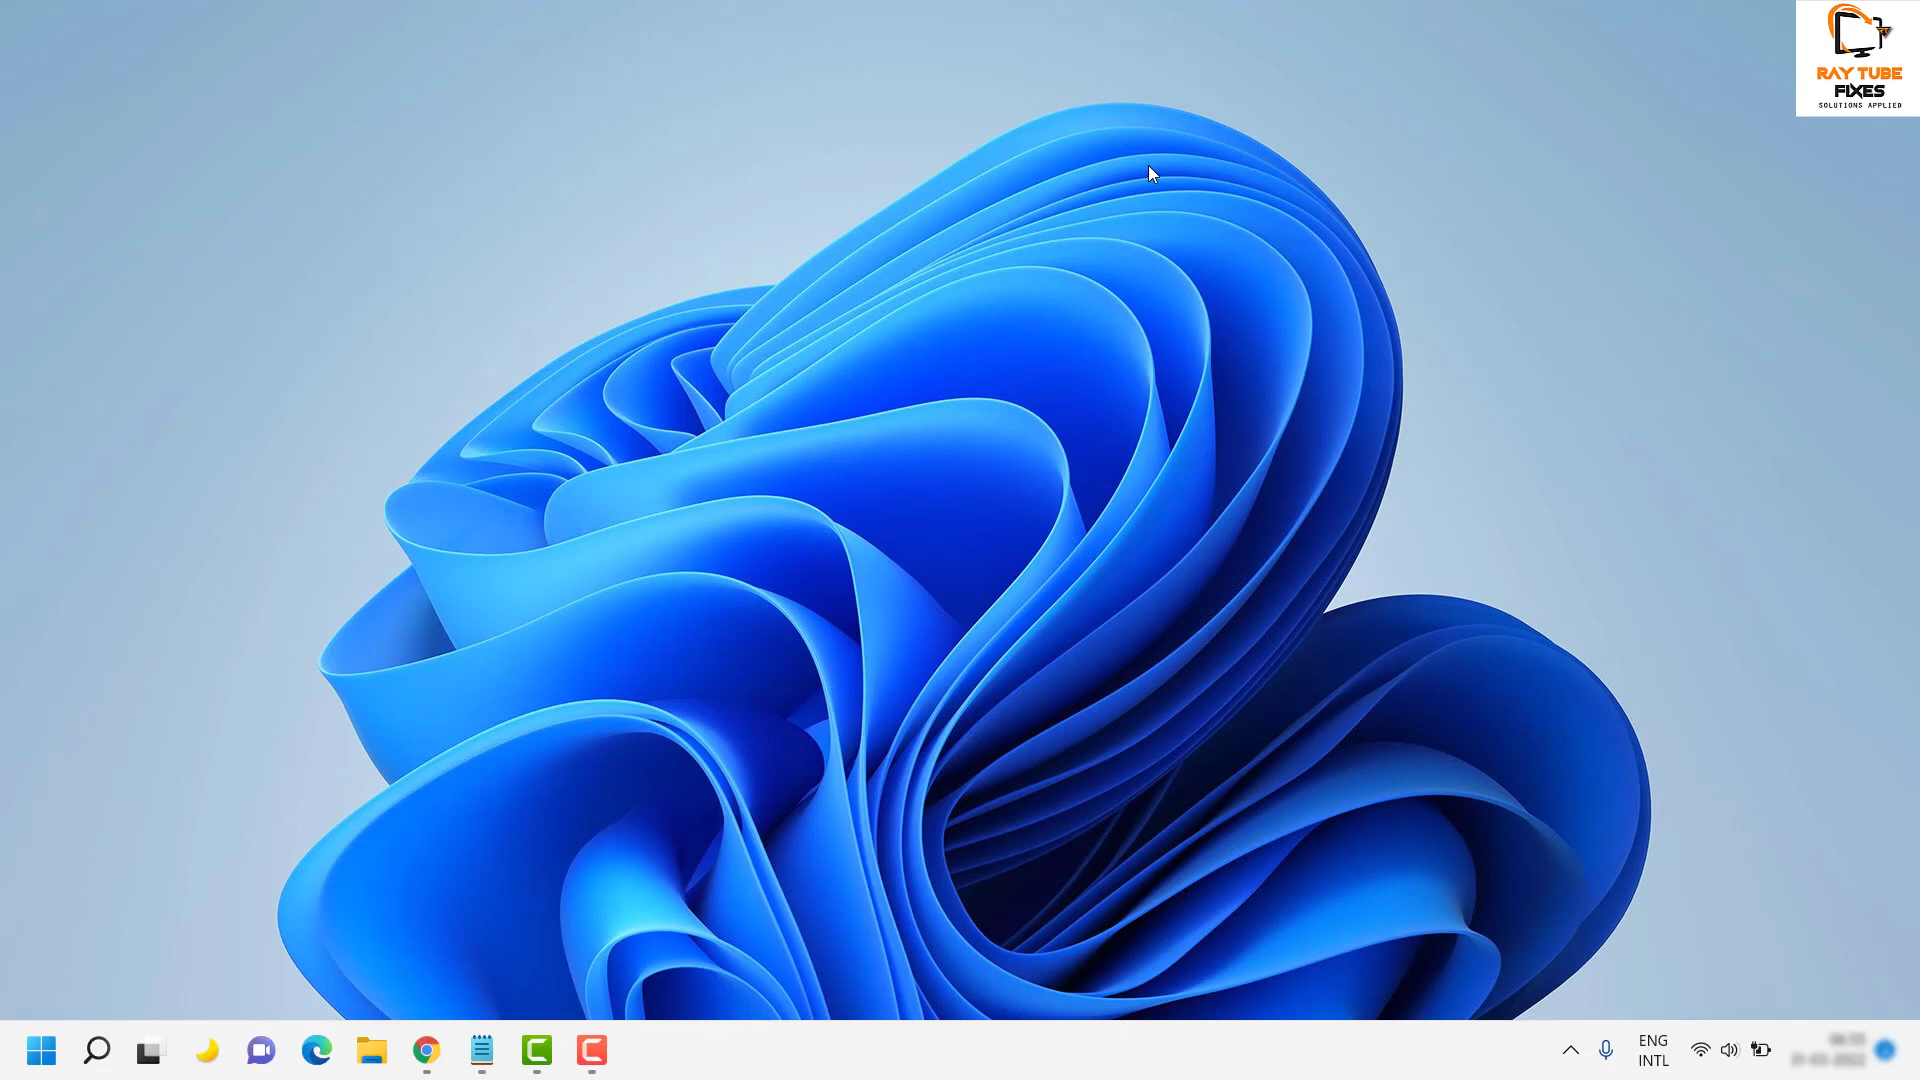 RAY TUBE
FIXES
SOLUTIONS APPLIED
ENG
INTL